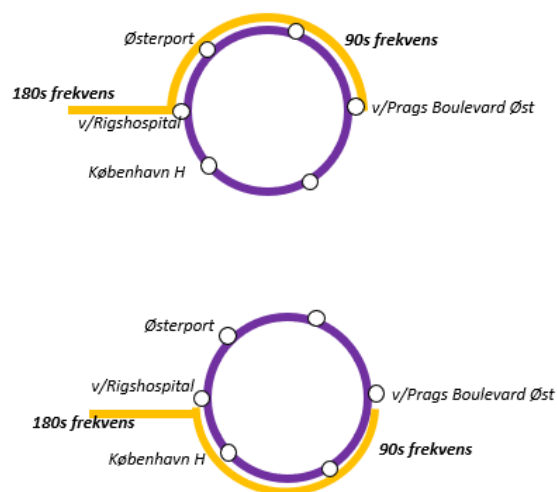 Østerport
90s frekvens
180s frekvens
v/Rigshospital
v/Prags Boulevard Øst
København H
Østerport
v/Rigshospital
v/Prags Boulevard Øst
180s frekvens
København H
90s frekvens